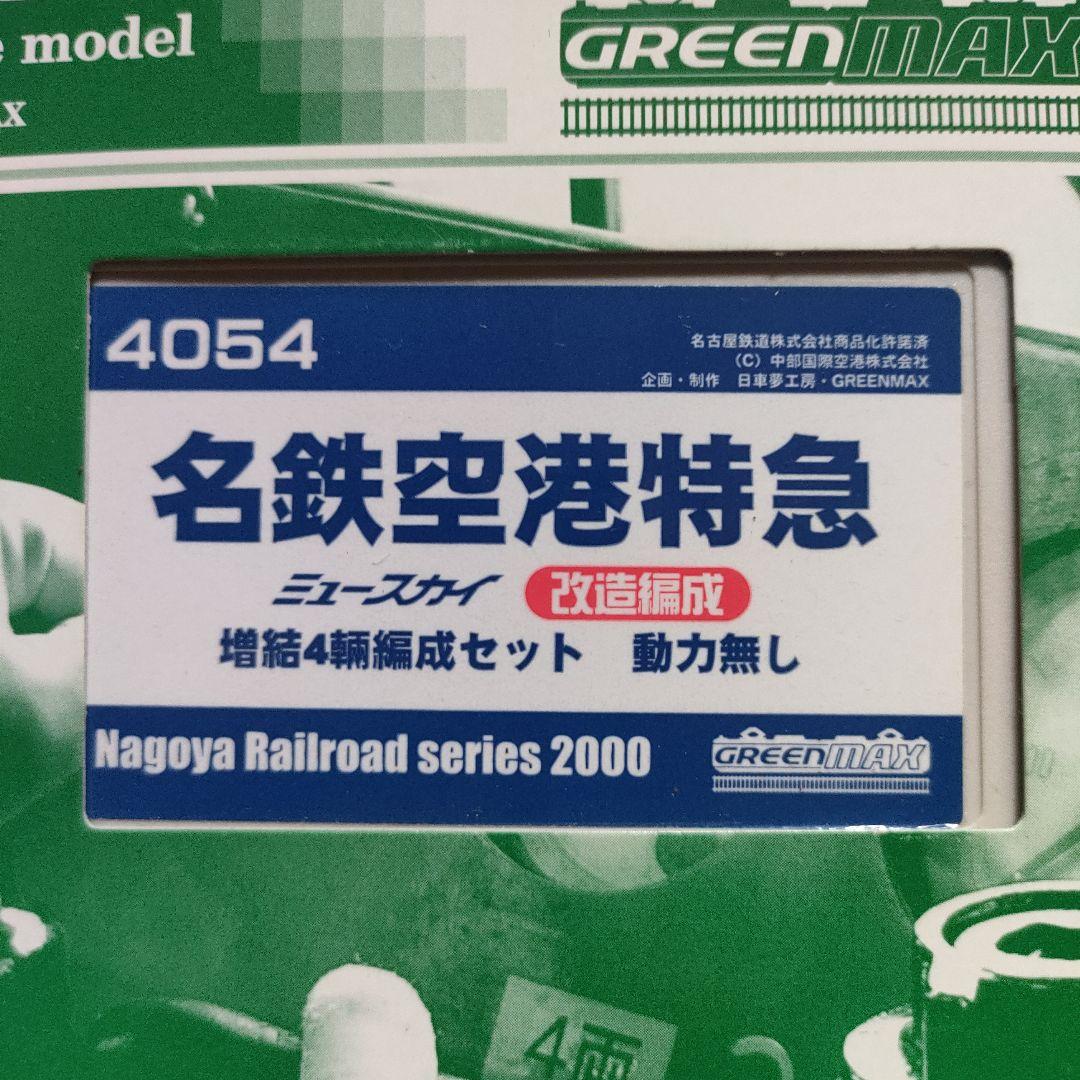 e model
GREENMAX
x
4054
名古屋鉄道株式会社商品化許諾済
(C) 中部国際空港株式会社
企画・制作 日車夢工房・GREENMAX
名鉄空港特急
ミュースカイ 改造編成
増結4輌編成セット 動力無し
Nagoya Railroad series 2000
GREENMAX
4両